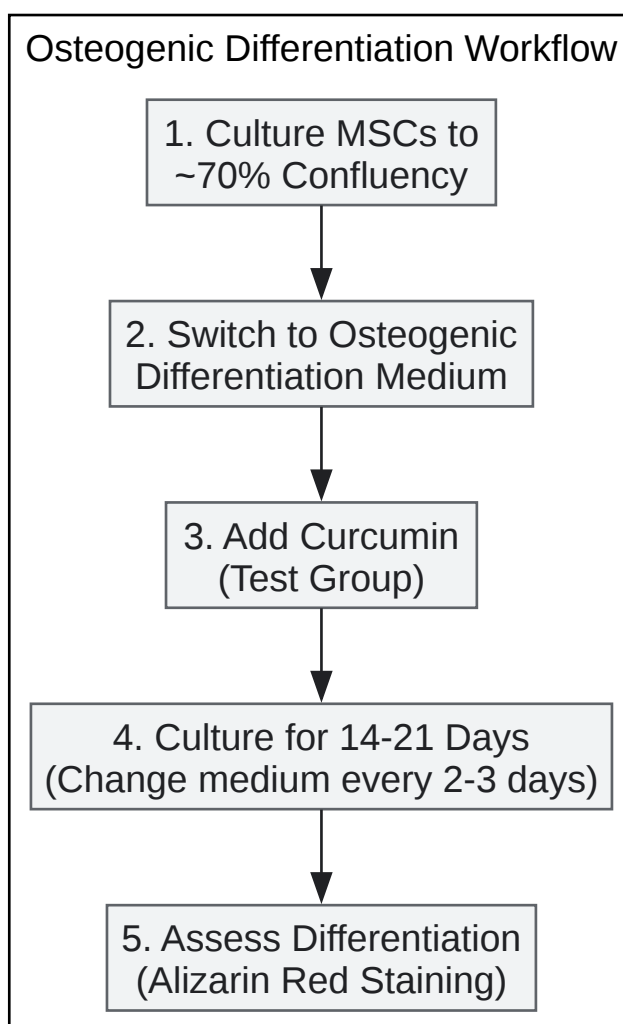 Osteogenic Differentiation Workflow
1. Culture MSCs to
~70% Confluency
2. Switch to Osteogenic
Differentiation Medium
3. Add Curcumin
(Test Group)
4. Culture for 14-21 Days
(Change medium every 2-3 days)
5. Assess Differentiation
(Alizarin Red Staining)